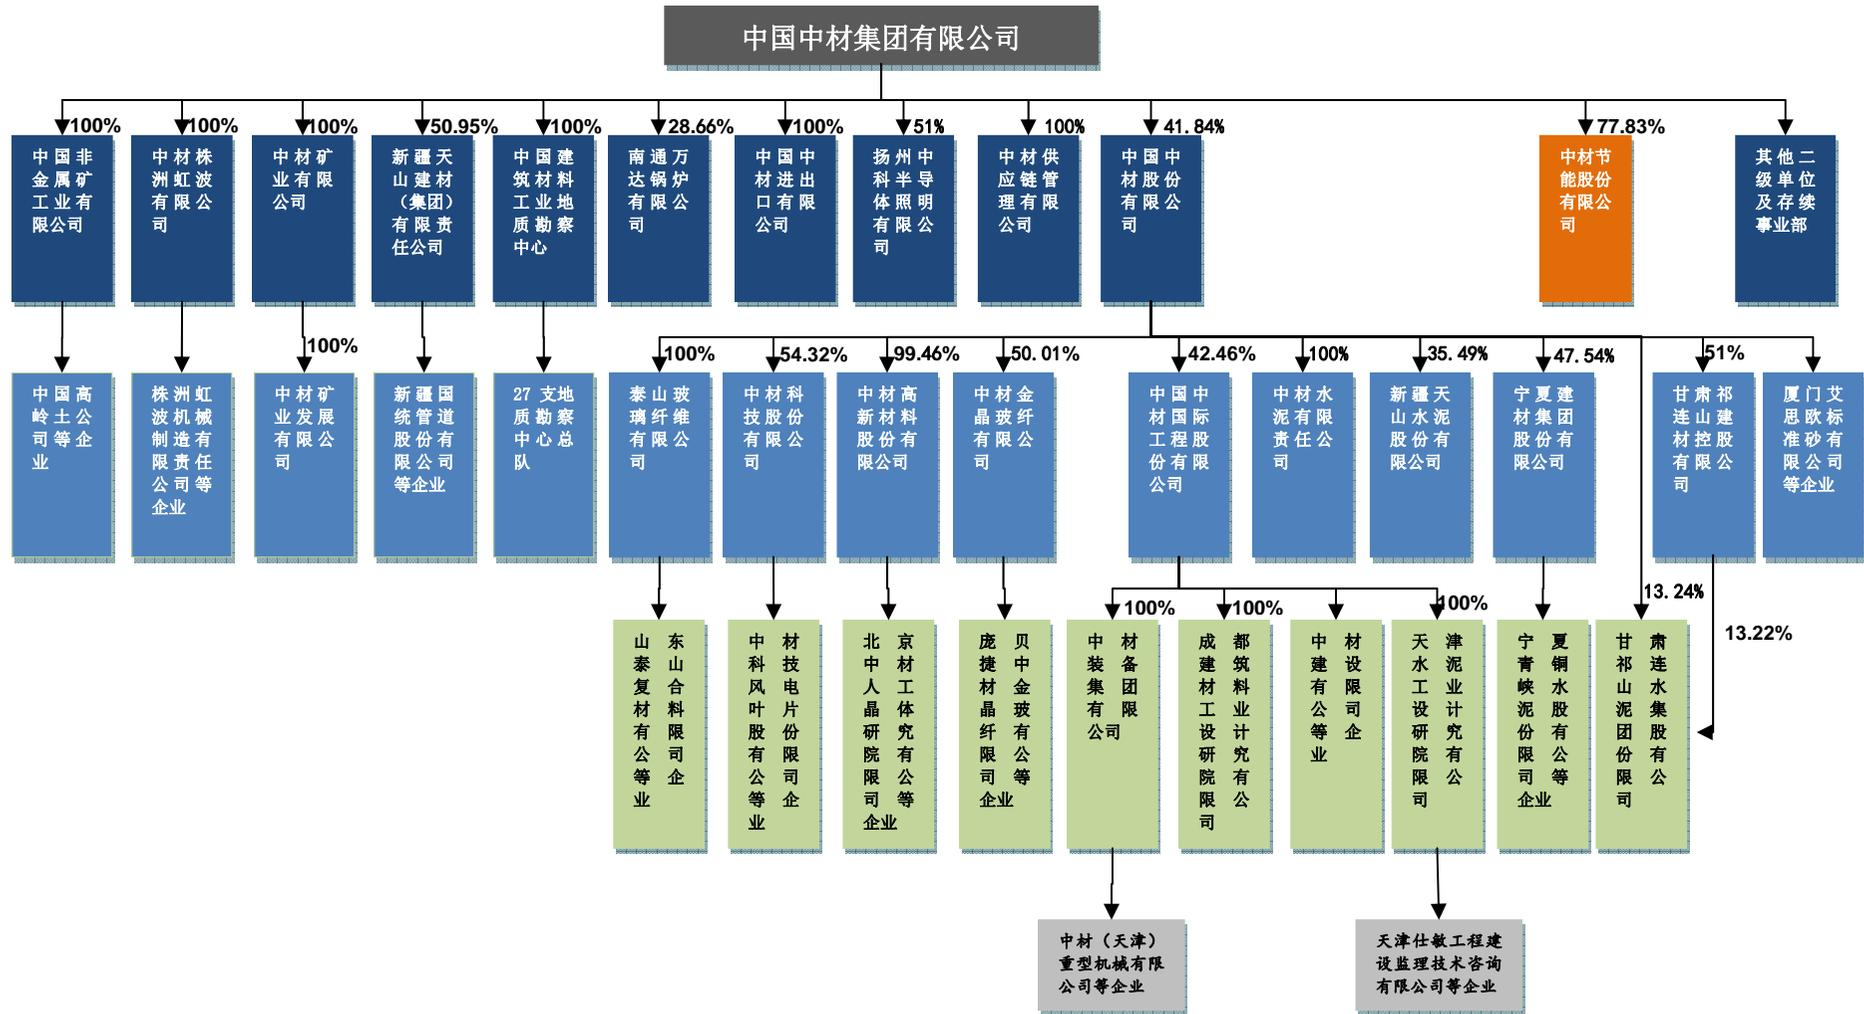 中国中材集团有限公司
100%
100%
100%
50.95%
100%
28.66%
100%
51%
100%
41.84%
77.83%
中国非
金属矿
工业有
限公司
中材株
洲虹波
有限公
司
中材矿
业有限
公司
新疆天
山建材
（集团）
有限责
任公司
中国建
筑材料
工业地
质勘察
中心
南通万
达锅炉
有限公
司
中国中
材进出
口有限
公司
扬州中
科半导
体照明
有限公
司
中材供
应链管
理有限
公司
中国中
材股份
有限公
司
中材节
能股份
有限公
司
其他二
级单位
及存续
事业部
100%
100%
54.32%
99.46%
50.01%
42.46%
100%
35.49%
47.54%
51%
中国高
岭土公
司等企
业
株洲虹
波机械
制造有
限责任
公司等
企业
中材矿
业发展
有限公
司
新疆国
统管道
股份有
限公司
等企业
27支地
质勘察
中心总
队
泰山玻
璃纤维
有限公
司
中材科
技股份
有限公
司
中材高
新材料
股份有
限公司
中材金
晶玻纤
有限公
司
中国中
材国际
工程股
份有限
公司
中材水
泥有限
责任公
司
新疆天
山水泥
股份有
限公司
宁夏建
材集团
股份有
限公司
甘肃祁
连山建
材控股
有限公
司
厦门艾
思欧标
准砂有
限公司
等企业
100%
100%
100%
13.24%
13.22%
山东
泰山
复合
材料
有限
公司
等企
业
中材
科技
风电
叶片
股份
有限
公司
等企
业
北京
中材
人工
晶体
研究
院有
限公
司等
企业
庞贝
捷中
材金
晶玻
纤有
限公
司等
企业
中材
装备
集团
有限
公司
成都
建筑
材料
工业
设计
研究
院有
限公
司
中材
建设
有限
公司
等企
业
天津
水泥
工业
设计
研究
院有
限公
司
宁夏
青铜
峡水
泥股
份有
限公
司等
企业
甘肃
祁连
山水
泥集
团股
份有
限公
司
中材（天津）
重型机械有限
公司等企业
天津仕敏工程建
设监理技术咨询
有限公司等企业